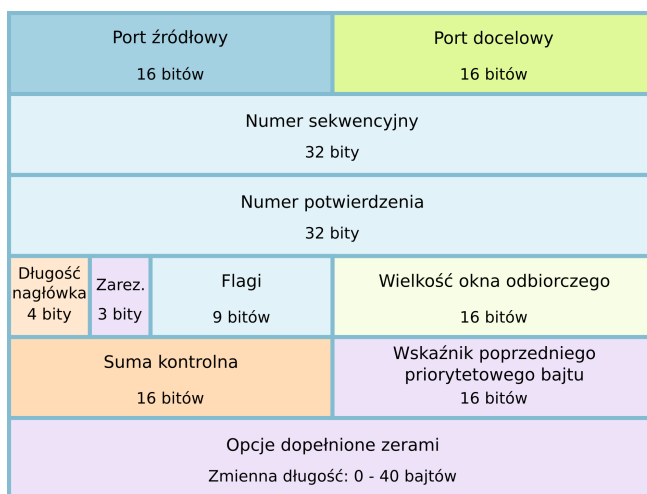 Port źródłowy
16 bitów
Port docelowy
16 bitów
Numer sekwencyjny
32 bity
Numer potwierdzenia
32 bity
Długość
nagłówka
4 bity
Zarez.
3 bity
Flagi
9 bitów
Wielkość okna odbiorczego
16 bitów
Suma kontrolna
16 bitów
Wskaźnik poprzedniego
priorytetowego bajtu
16 bitów
Opcje dopełnione zerami
Zmienna długość: 0 - 40 bajtów